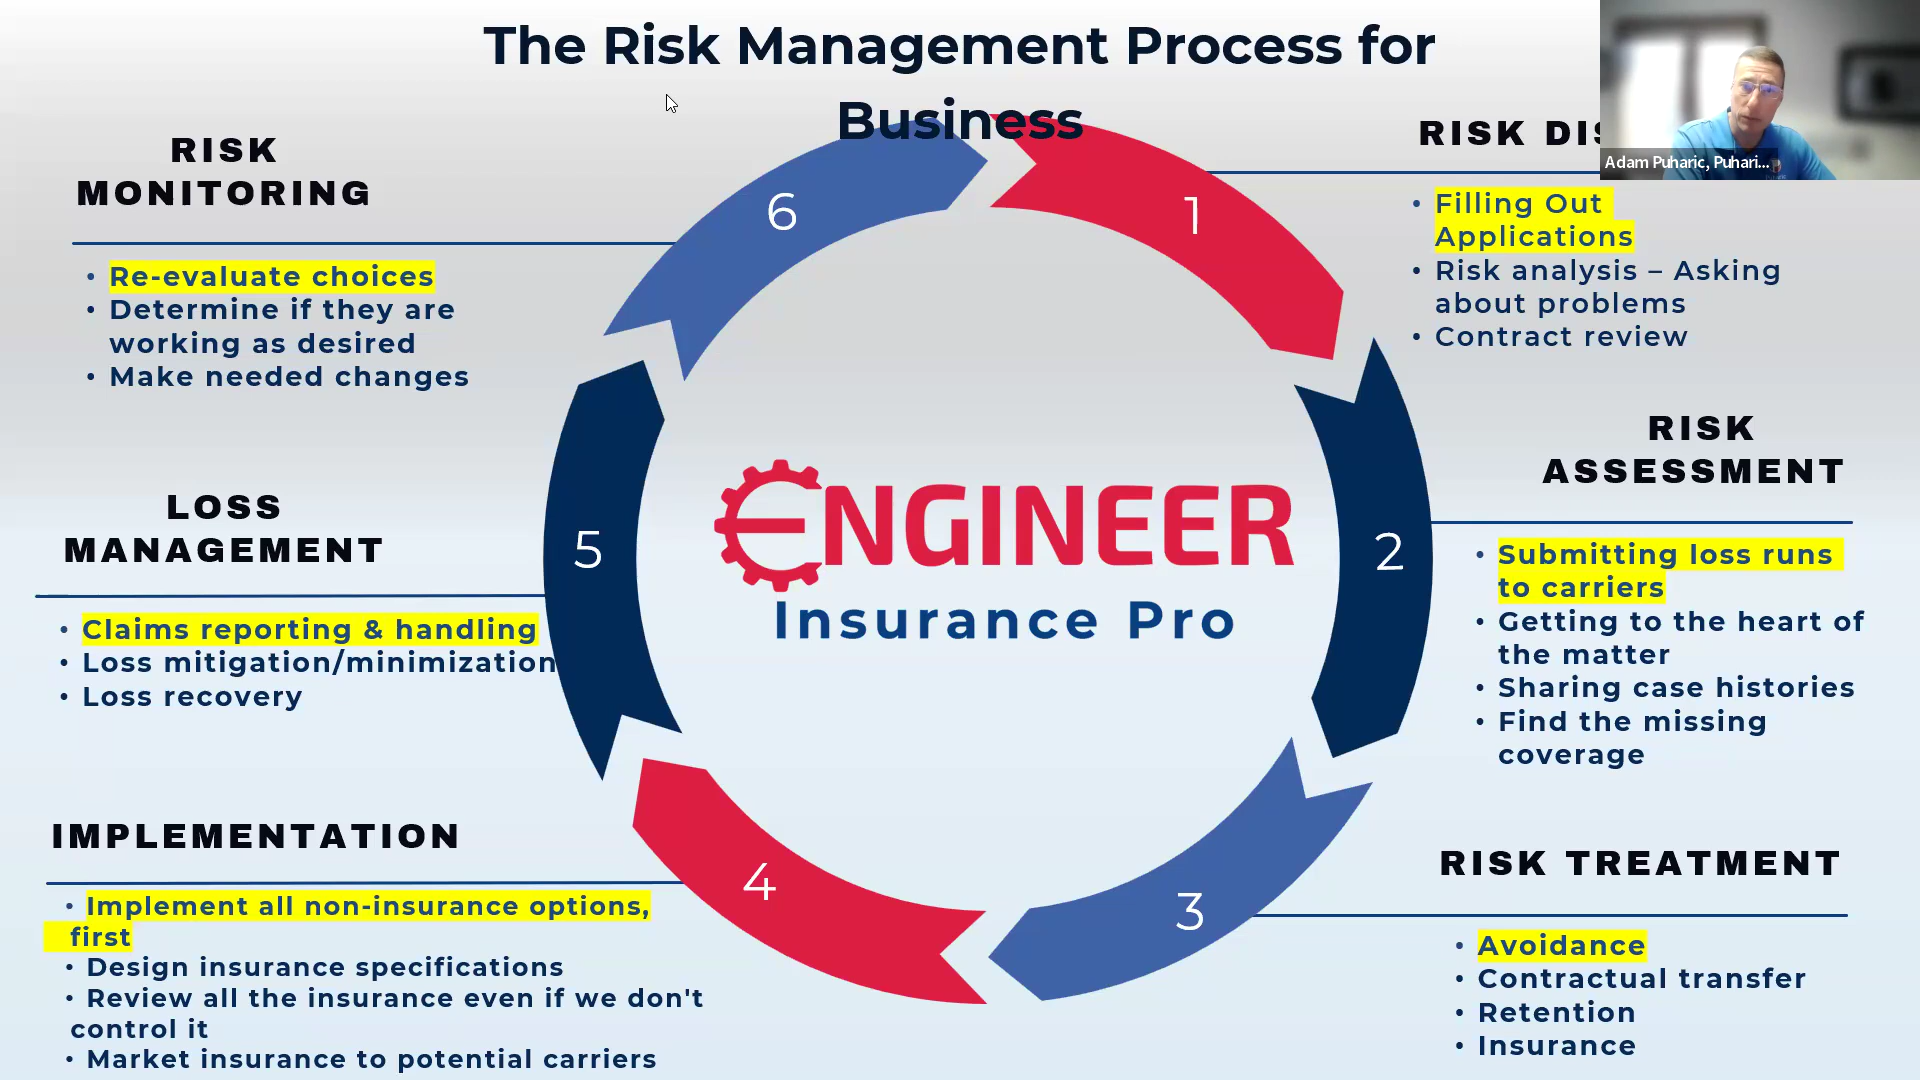 The Risk Management Process for
Business
Adam Puharic, Puhari...
RISK
MONITORING
• Re-evaluate choices
• Determine if they are
working as desired
• Make needed changes
LOSS
MANAGEMENT
• Claims reporting & handling
• Loss mitigation/minimization
• Loss recovery
IMPLEMENTATION
• Implement all non-insurance options,
first
• Design insurance specifications
• Review all the insurance even if we don't
control it
• Market insurance to potential carriers
6
1
5
2
4
3
ENGINEER
Insurance Pro
RISK DIS
• Filling Out
Applications
• Risk analysis – Asking
about problems
• Contract review
RISK
ASSESSMENT
• Submitting loss runs
to carriers
• Getting to the heart of
the matter
• Sharing case histories
• Find the missing
coverage
RISK TREATMENT
• Avoidance
• Contractual transfer
• Retention
• Insurance